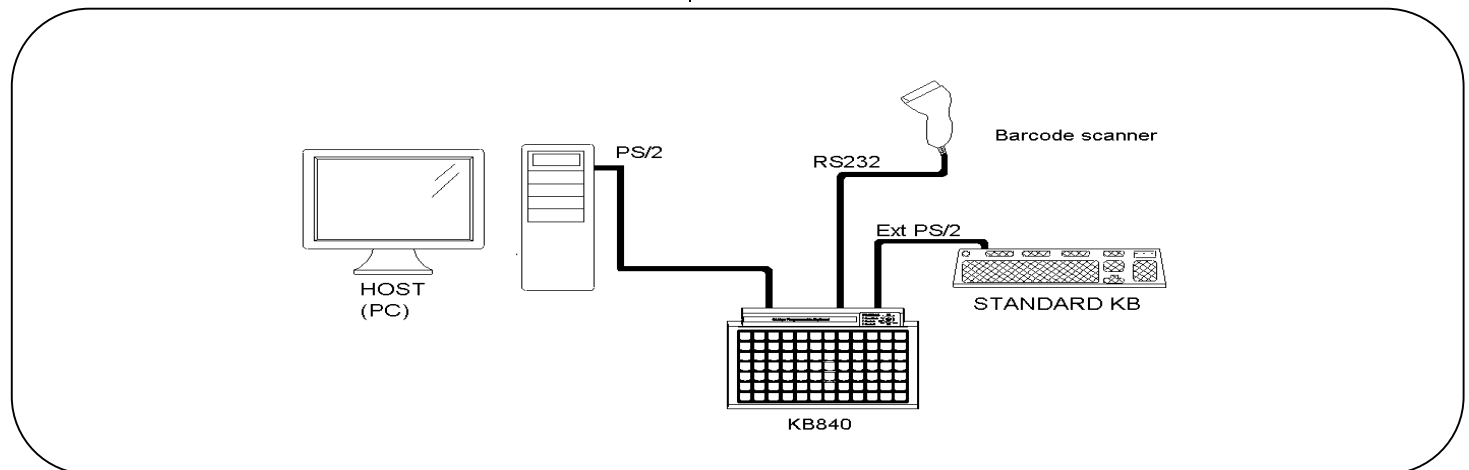 Barcode scanner
PS/2
RS232
Ext PS/2
HOST
(PC)
STANDARD KB
KB840